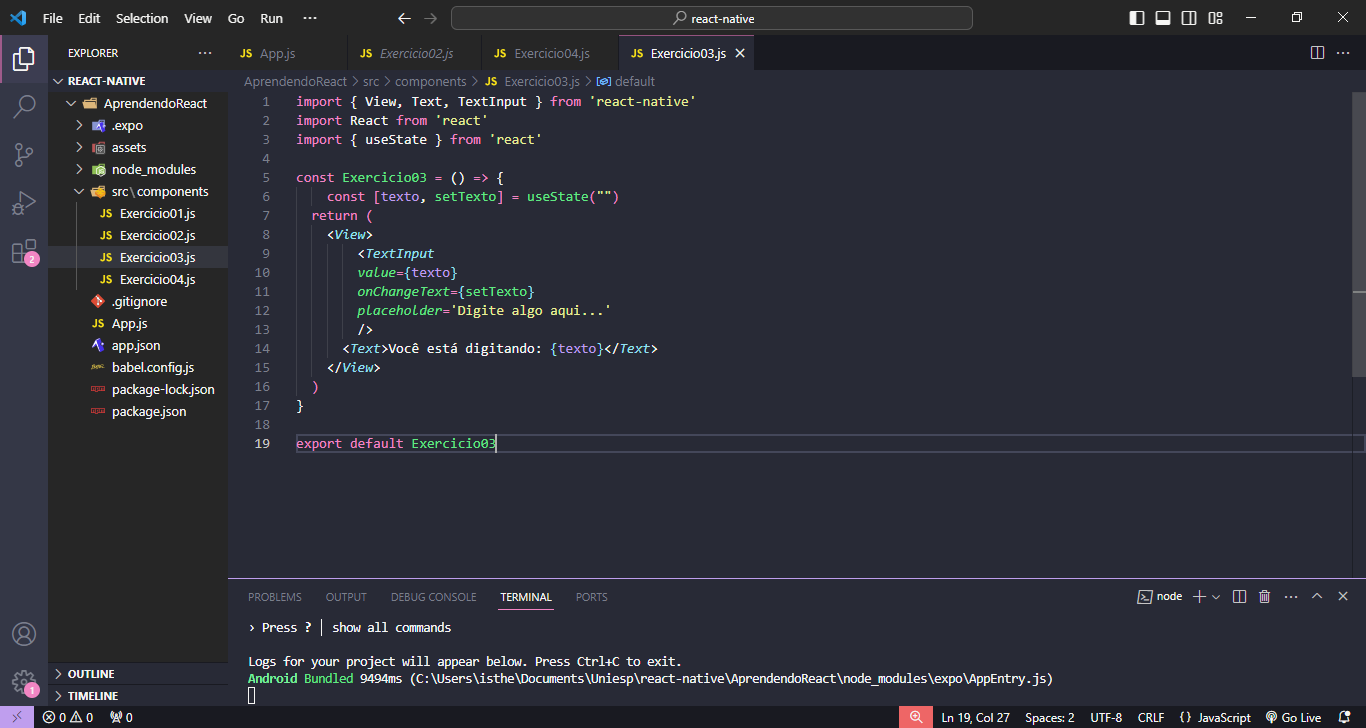 File Edit Selection View Go Run ··· react-native
EXPLORER ···
REACT-NATIVE
AprendendoReact
.expo
assets
node_modules
src\components
JS Exercicio01.js
JS Exercicio02.js
JS Exercicio03.js
JS Exercicio04.js
.gitignore
JS App.js
app.json
babel.config.js
package-lock.json
package.json
OUTLINE
TIMELINE
JS App.js JS Exercicio02.js JS Exercicio04.js JS Exercicio03.js
AprendendoReact > src > components > JS Exercicio03.js > default
1 import { View, Text, TextInput } from 'react-native'
2 import React from 'react'
3 import { useState } from 'react'
4
5 const Exercicio03 = () => {
6 const [texto, setTexto] = useState("")
7 return (
8 <View>
9 <TextInput
10 value={texto}
11 onChangeText={setTexto}
12 placeholder='Digite algo aqui...'
13 />
14 <Text>Você está digitando: {texto}</Text>
15 </View>
16 )
17 }
18
19 export default Exercicio03
PROBLEMS OUTPUT DEBUG CONSOLE TERMINAL PORTS node
› Press ? │ show all commands
Logs for your project will appear below. Press Ctrl+C to exit.
Android Bundled 9494ms (C:\Users\isthe\Documents\Uniesp\react-native\AprendendoReact\node_modules\expo\AppEntry.js)
2
1
0 0 0 Ln 19, Col 27 Spaces: 2 UTF-8 CRLF {} JavaScript Go Live